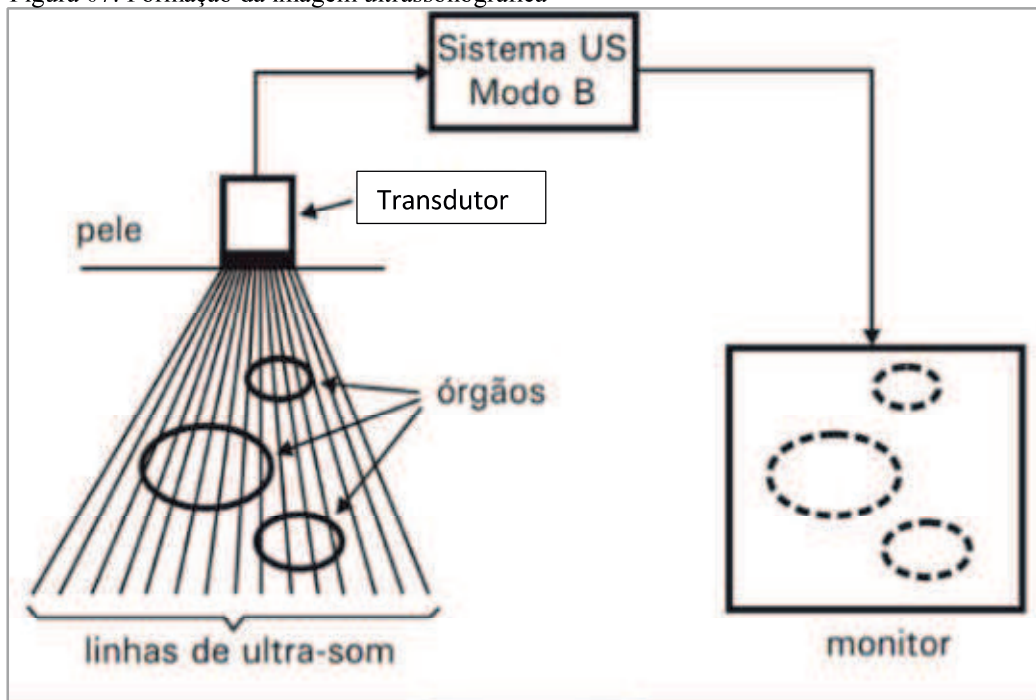 Figura 07: Formação da imagem ultrassonográfica
Sistema US
Modo B
Transdutor
pele
órgãos
linhas de ultra-som
monitor